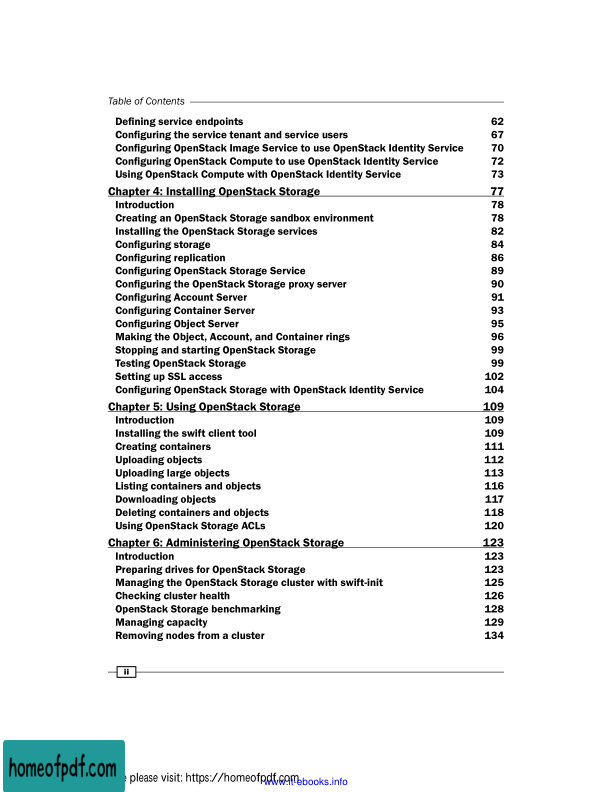 Table of Contents
Defining service endpoints 62
Configuring the service tenant and service users 67
Configuring OpenStack Image Service to use OpenStack Identity Service 70
Configuring OpenStack Compute to use OpenStack Identity Service 72
Using OpenStack Compute with OpenStack Identity Service 73
Chapter 4: Installing OpenStack Storage 77
Introduction 78
Creating an OpenStack Storage sandbox environment 78
Installing the OpenStack Storage services 82
Configuring storage 84
Configuring replication 86
Configuring OpenStack Storage Service 89
Configuring the OpenStack Storage proxy server 90
Configuring Account Server 91
Configuring Container Server 93
Configuring Object Server 95
Making the Object, Account, and Container rings 96
Stopping and starting OpenStack Storage 99
Testing OpenStack Storage 99
Setting up SSL access 102
Configuring OpenStack Storage with OpenStack Identity Service 104
Chapter 5: Using OpenStack Storage 109
Introduction 109
Installing the swift client tool 109
Creating containers 111
Uploading objects 112
Uploading large objects 113
Listing containers and objects 116
Downloading objects 117
Deleting containers and objects 118
Using OpenStack Storage ACLs 120
Chapter 6: Administering OpenStack Storage 123
Introduction 123
Preparing drives for OpenStack Storage 123
Managing the OpenStack Storage cluster with swift-init 125
Checking cluster health 126
OpenStack Storage benchmarking 128
Managing capacity 129
Removing nodes from a cluster 134
ii
homeofpdf.com
please visit: https://homeofpdf.com
www.it-ebooks.info